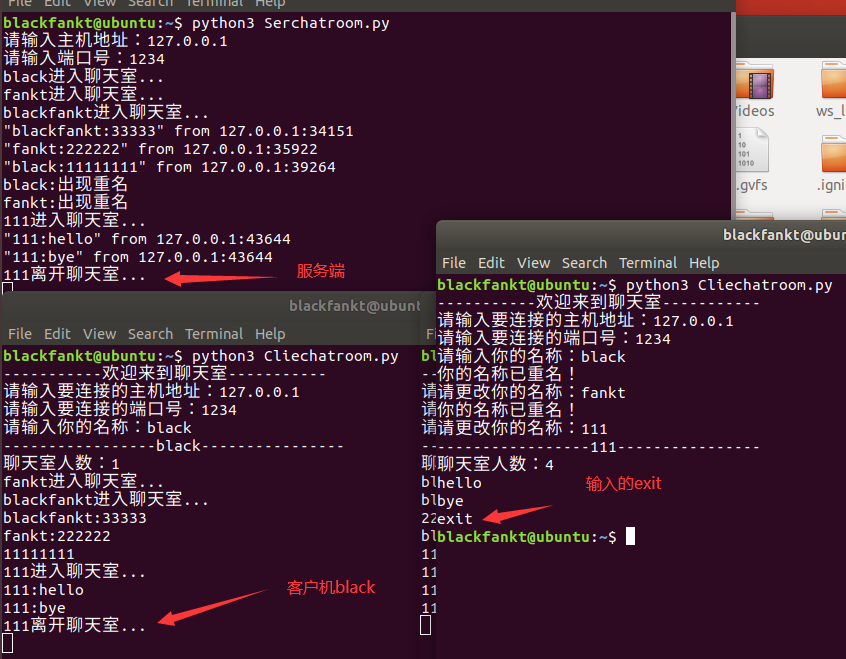 File Edit View Search Terminal Help
blackfankt@ubuntu:~$ python3 Serchatroom.py
请输入主机地址：127.0.0.1
请输入端口号：1234
black进入聊天室...
fankt进入聊天室...
blackfankt进入聊天室...
"blackfankt:33333" from 127.0.0.1:34151
"fankt:222222" from 127.0.0.1:35922
"black:11111111" from 127.0.0.1:39264
black:出现重名
fankt:出现重名
111进入聊天室...
"111:hello" from 127.0.0.1:43644
"111:bye" from 127.0.0.1:43644
111离开聊天室...
服务端
Videos
ws_l
.gvfs
.igni
blackfankt@ubunt
File Edit View Search Terminal Help
blackfankt@ubuntu:~$ python3 Cliechatroom.py
-----------欢迎来到聊天室-----------
请输入要连接的主机地址：127.0.0.1
请输入要连接的端口号：1234
请输入你的名称：black
-----------------black----------------
聊天室人数：1
fankt进入聊天室...
blackfankt进入聊天室...
blackfankt:33333
fankt:222222
11111111
111进入聊天室...
111:hello
111:bye
111离开聊天室...
客户机black
blackfankt@ubun
File Edit View Search Terminal Help
blackfankt@ubuntu:~$ python3 Cliechatroom.py
-----------欢迎来到聊天室-----------
请输入要连接的主机地址：127.0.0.1
请输入要连接的端口号：1234
请输入你的名称：black
你的名称已重名！
请更改你的名称：fankt
你的名称已重名！
请更改你的名称：111
-----------------111----------------
聊天室人数：4
hello
bye
exit
输入的exit
blackfankt@ubuntu:~$